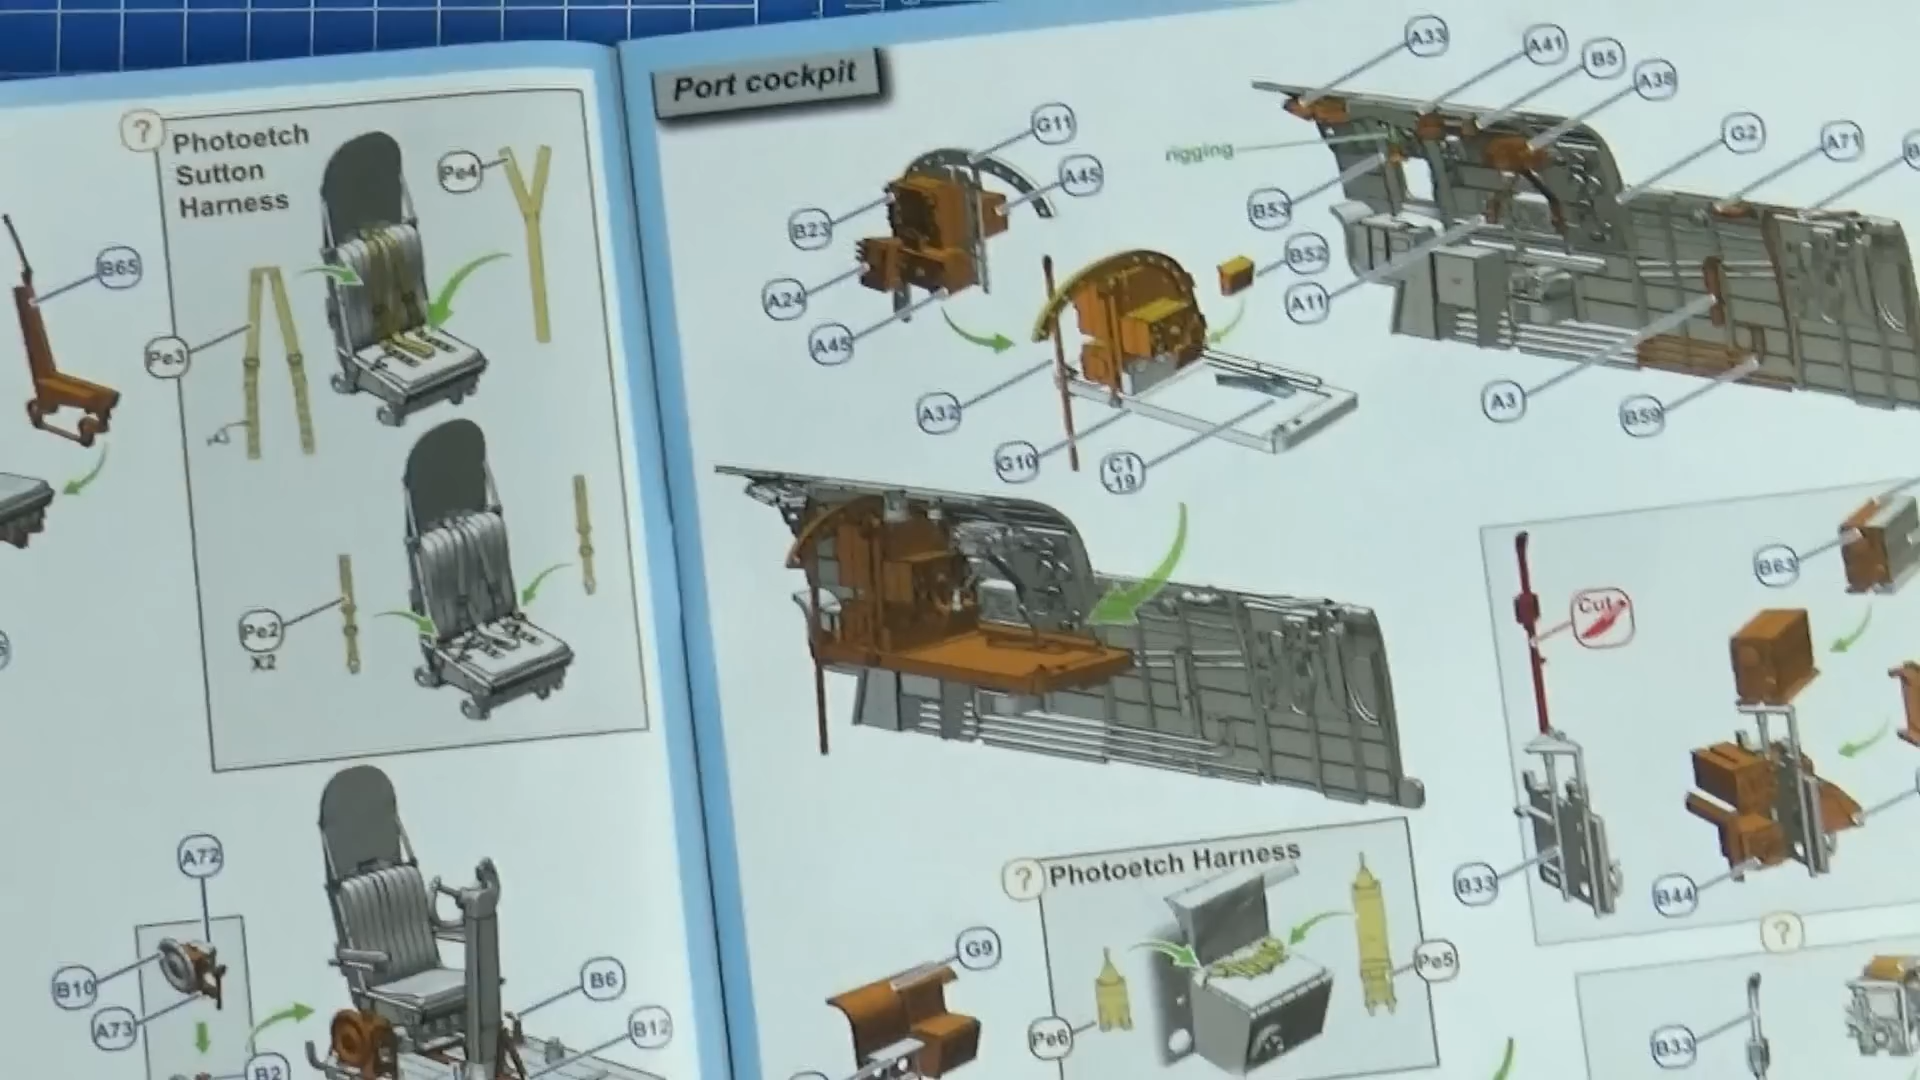 ?
Photoetch
Sutton
Harness
Pe4
B65
Pe3
Pe2
X2
A72
B10
A73
B2
B6
B12
Port cockpit
G11
A45
B23
A24
A45
B52
A32
G10
C1
-19
A33
A41
B5
A38
G2
A71
rigging
B53
A11
A3
B59
B63
Cut
B33
B44
?
Photoetch Harness
G9
Pe5
Pe6
?
B33